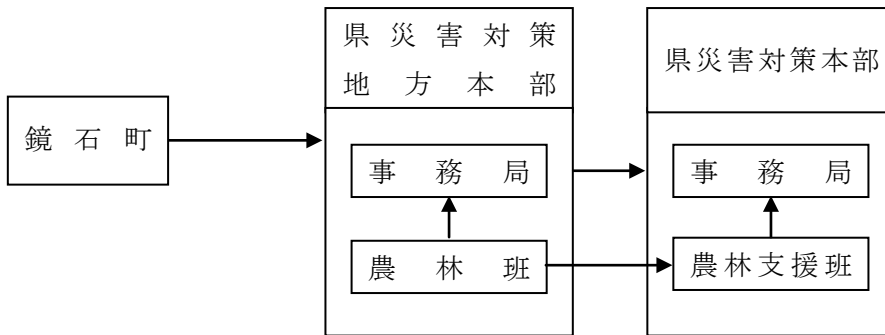 鏡石町
県災害対策
地方本部
事務局
農林班
県災害対策本部
事務局
農林支援班